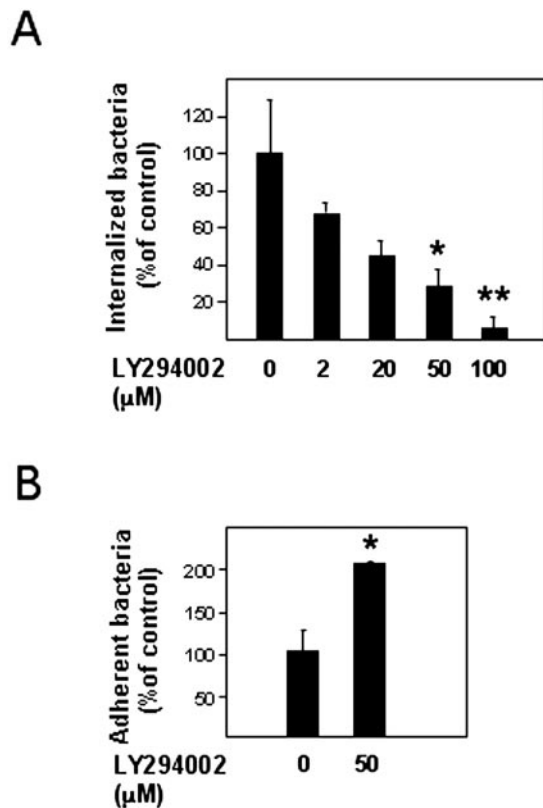 A
Internalized bacteria
(%of control)
120
100
80
60
40
20
*
**
LY294002 0 2 20 50 100
(µM)
B
Adherent bacteria
(%of control)
200
150
100
50
*
LY294002 0 50
(µM)